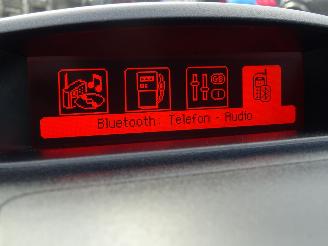 Bluetooth Telefon - Audio